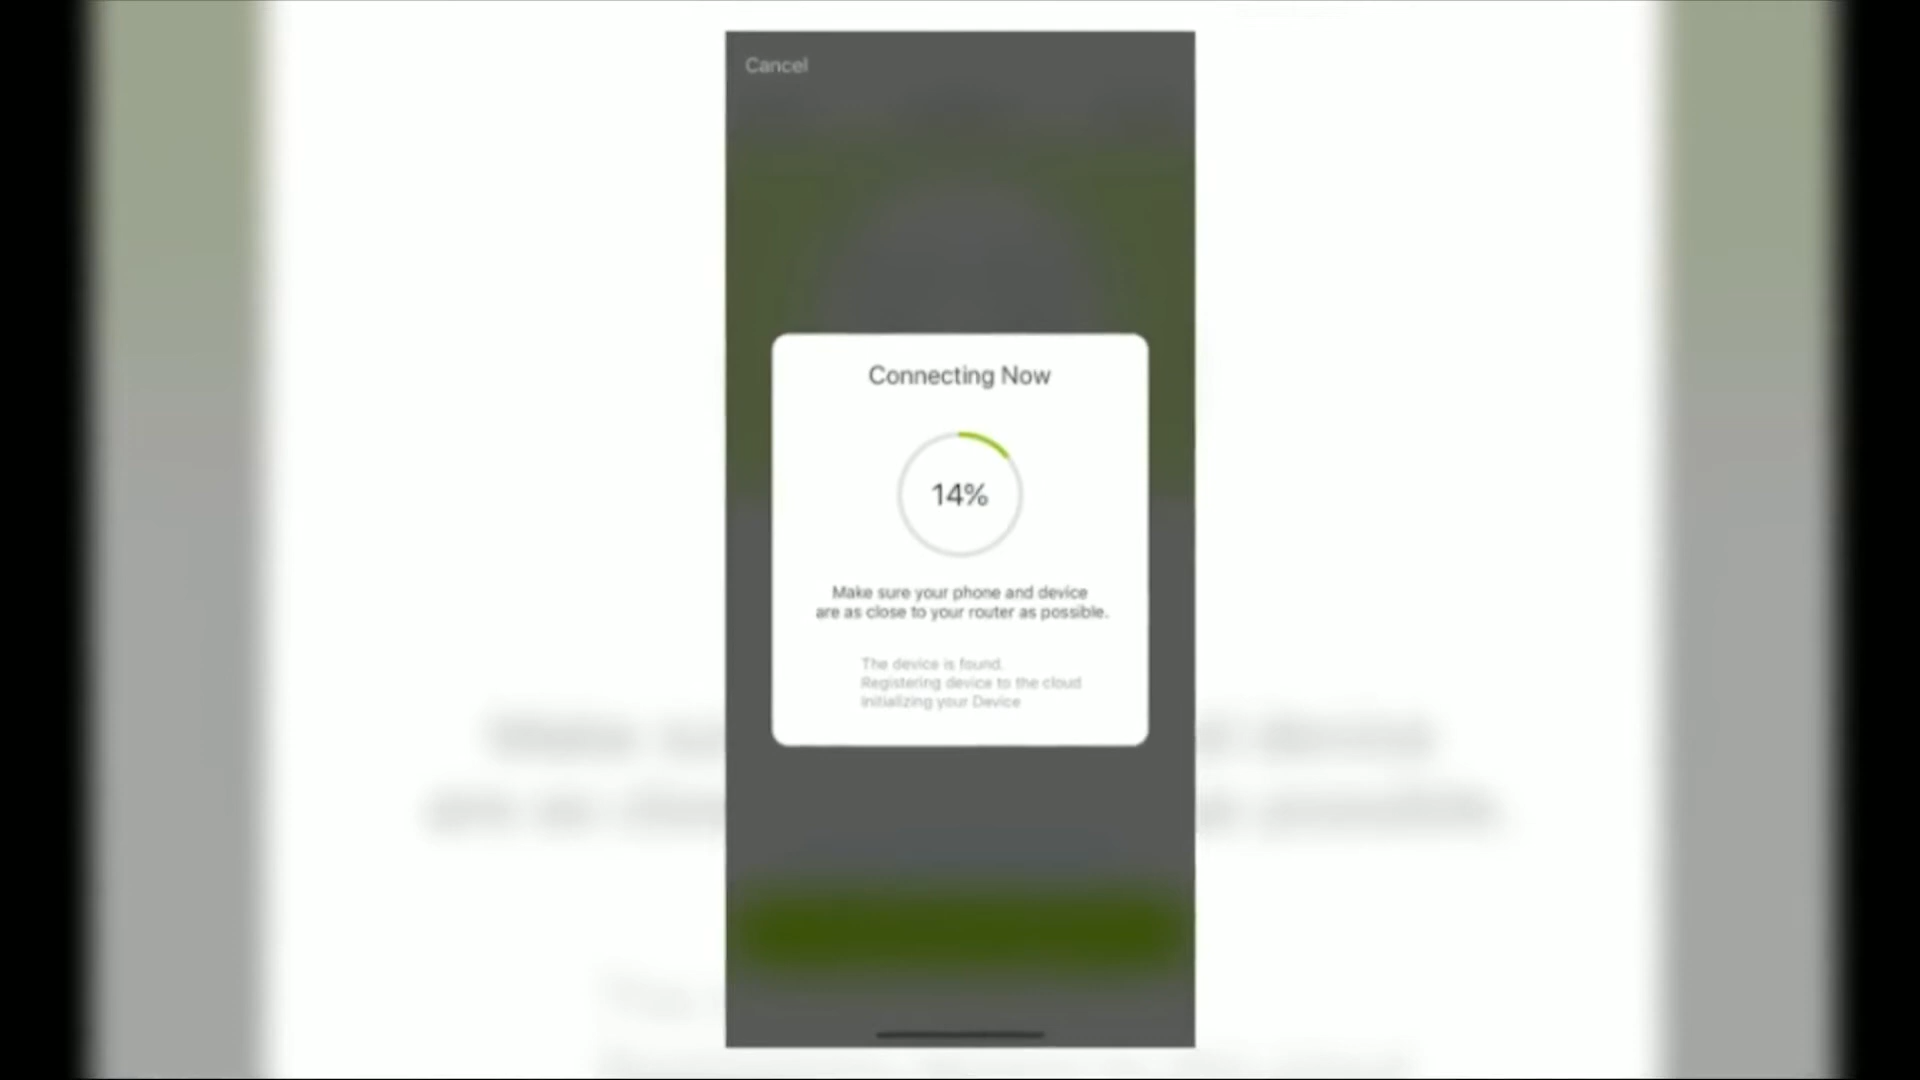 Cancel
Connecting Now
14%
Make sure your phone and device
are as close to your router as possible.
The device is found.
Registering device to the cloud
Initializing your Device